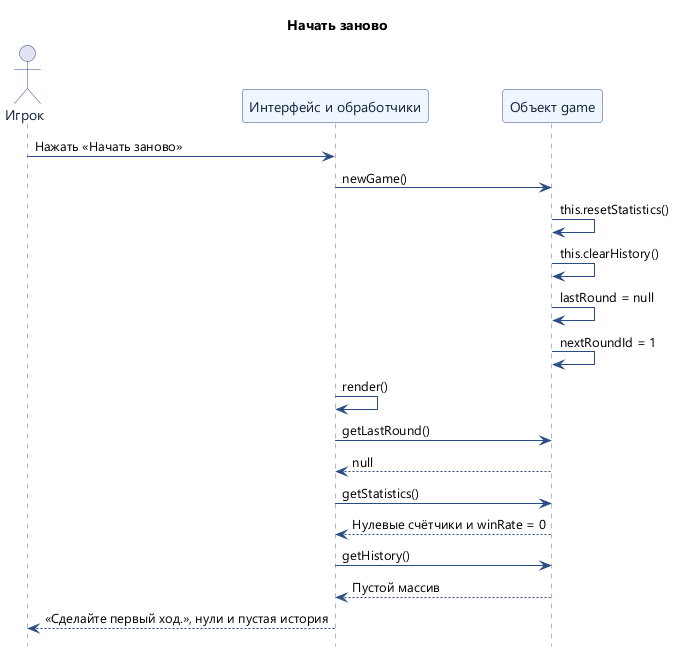 Начать заново
Игрок
Интерфейс и обработчики
Объект game
Нажать «Начать заново»
newGame()
this.resetStatistics()
this.clearHistory()
lastRound = null
nextRoundId = 1
render()
getLastRound()
null
getStatistics()
Нулевые счётчики и winRate = 0
getHistory()
Пустой массив
«Сделайте первый ход.», нули и пустая история